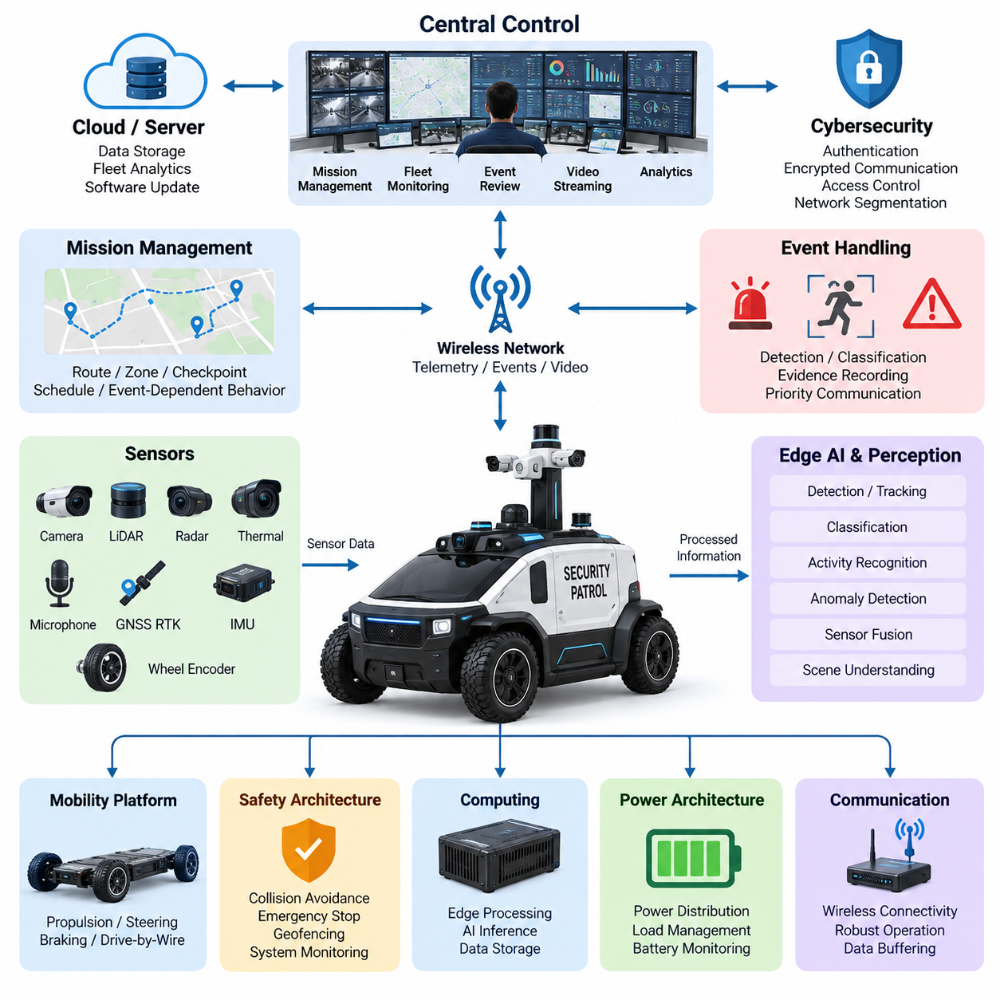 Central Control
Cloud / Server
Data Storage
Fleet Analytics
Software Update
Mission
Management
Fleet
Monitoring
Event
Review
Video
Streaming
Analytics
Cybersecurity
Authentication
Encrypted Communication
Access Control
Network Segmentation
Mission Management
Route / Zone / Checkpoint
Schedule / Event-Dependent Behavior
Wireless Network
Telemetry / Events / Video
Event Handling
Detection / Classification
Evidence Recording
Priority Communication
Sensors
Camera
LiDAR
Radar
Thermal
Microphone
GNSS RTK
IMU
Wheel Encoder
Sensor Data
SECURITY
PATROL
Processed
Information
Edge AI & Perception
Detection / Tracking
Classification
Activity Recognition
Anomaly Detection
Sensor Fusion
Scene Understanding
Mobility Platform
Propulsion / Steering
Braking / Drive-by-Wire
Safety Architecture
Collision Avoidance
Emergency Stop
Geofencing
System Monitoring
Computing
Edge Processing
AI Inference
Data Storage
Power Architecture
Power Distribution
Load Management
Battery Monitoring
Communication
Wireless Connectivity
Robust Operation
Data Buffering